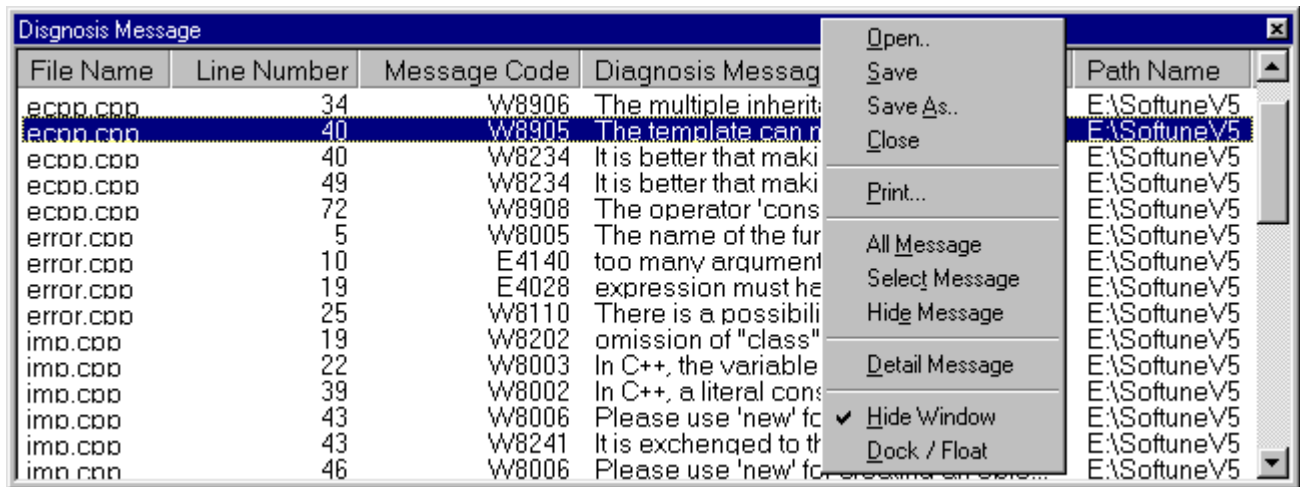 Disgnosis Message
File Name Line Number Message Code Diagnosis Messag Path Name
ecpp.cpp 34 W8906 The multiple inherit E:\SoftuneV5
ecpp.cpp 40 W8905 The template can E:\SoftuneV5
ecpp.cpp 40 W8234 It is better that maki E:\SoftuneV5
ecpp.cpp 49 W8234 It is better that maki E:\SoftuneV5
ecpp.cpp 72 W8908 The operator 'cons E:\SoftuneV5
error.cpp 5 W8005 The name of the fur E:\SoftuneV5
error.cpp 10 E4140 too many argument E:\SoftuneV5
error.cpp 19 E4028 expression must ha E:\SoftuneV5
error.cpp 25 W8110 There is a possibili E:\SoftuneV5
imp.cpp 19 W8202 omission of "class" E:\SoftuneV5
imp.cpp 22 W8003 In C++, the variable E:\SoftuneV5
imp.cpp 39 W8002 In C++, a literal cons E:\SoftuneV5
imp.cpp 43 W8006 Please use 'new' fo E:\SoftuneV5
imp.cpp 43 W8241 It is exchenged to th E:\SoftuneV5
imp.cpp 46 W8006 Please use 'new' for creating an obje... E:\SoftuneV5
Open..
Save
Save As..
Close
Print...
All Message
Select Message
Hide Message
Detail Message
✔ Hide Window
Dock / Float